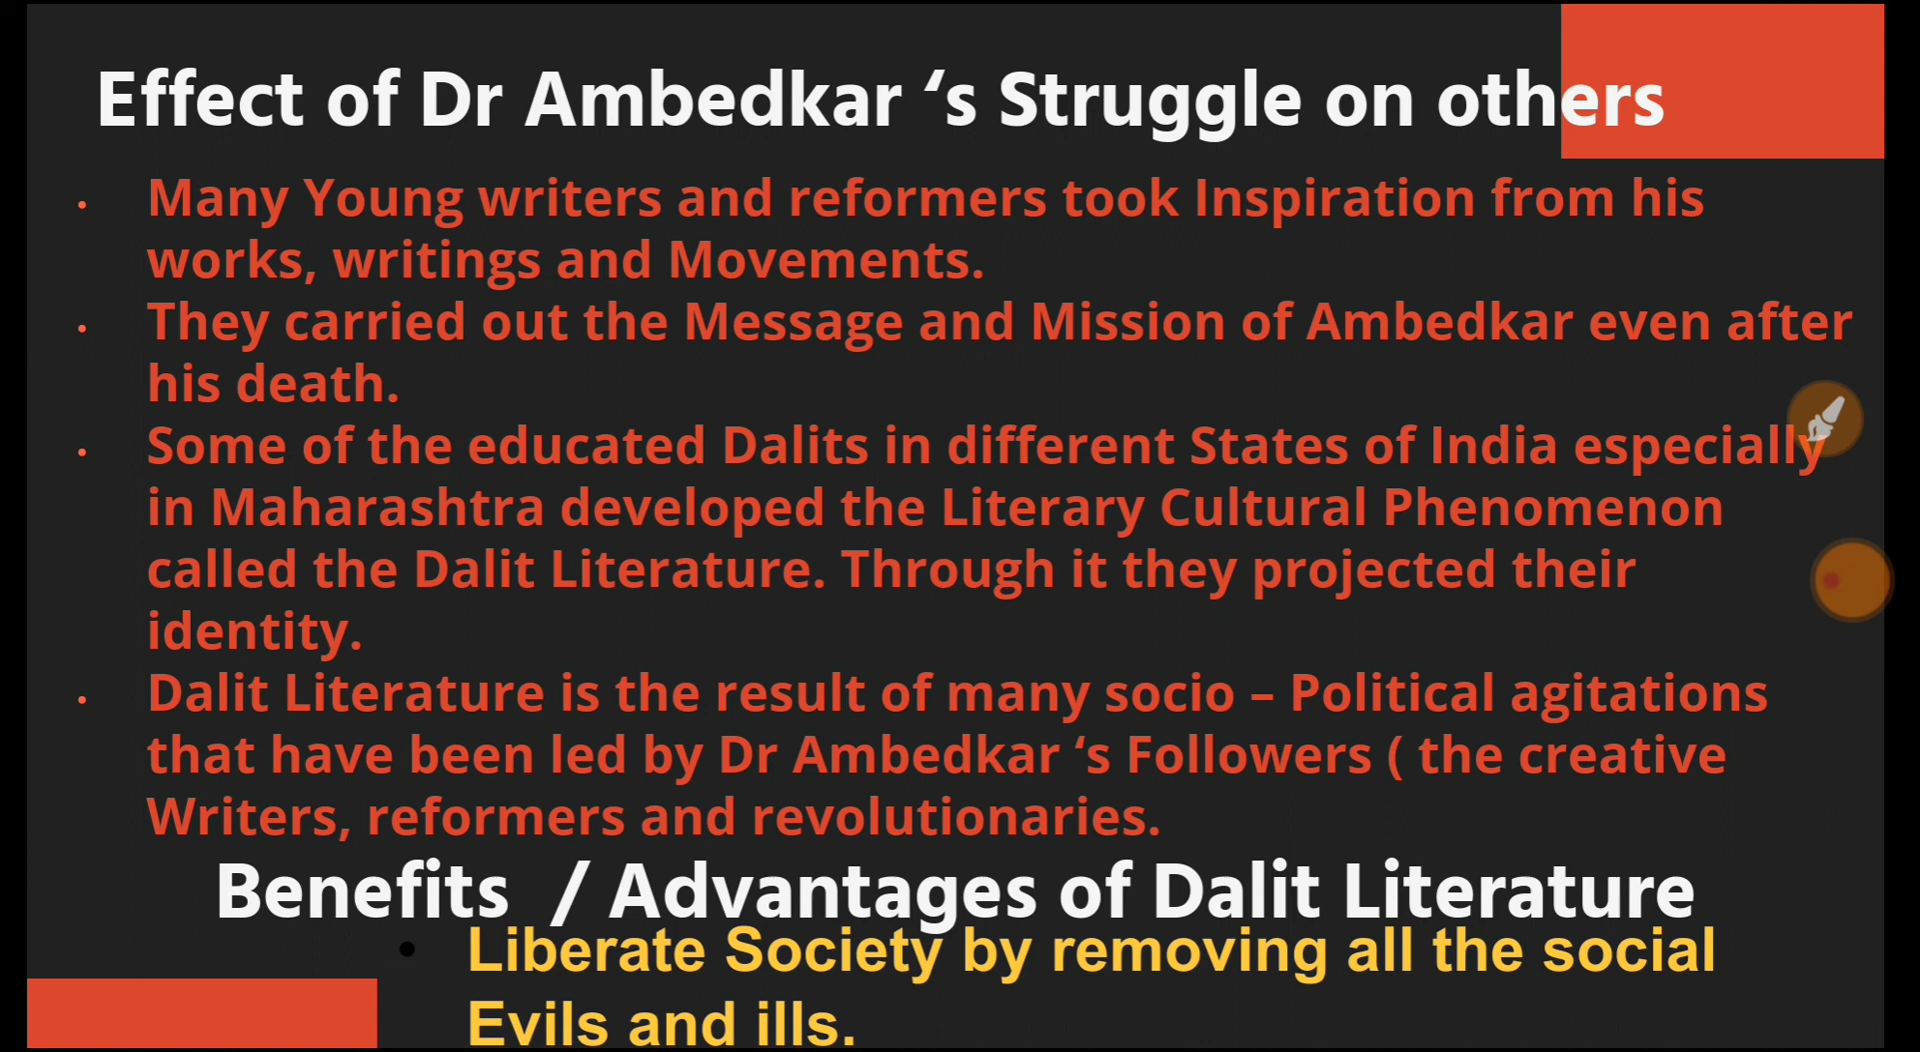 Effect of Dr Ambedkar ‘s Struggle on others
• Many Young writers and reformers took Inspiration from his
works, writings and Movements.
• They carried out the Message and Mission of Ambedkar even after
his death.
• Some of the educated Dalits in different States of India especially
in Maharashtra developed the Literary Cultural Phenomenon
called the Dalit Literature. Through it they projected their
identity.
• Dalit Literature is the result of many socio – Political agitations
that have been led by Dr Ambedkar ‘s Followers ( the creative
Writers, reformers and revolutionaries.
Benefits / Advantages of Dalit Literature
• Liberate Society by removing all the social
Evils and ills.